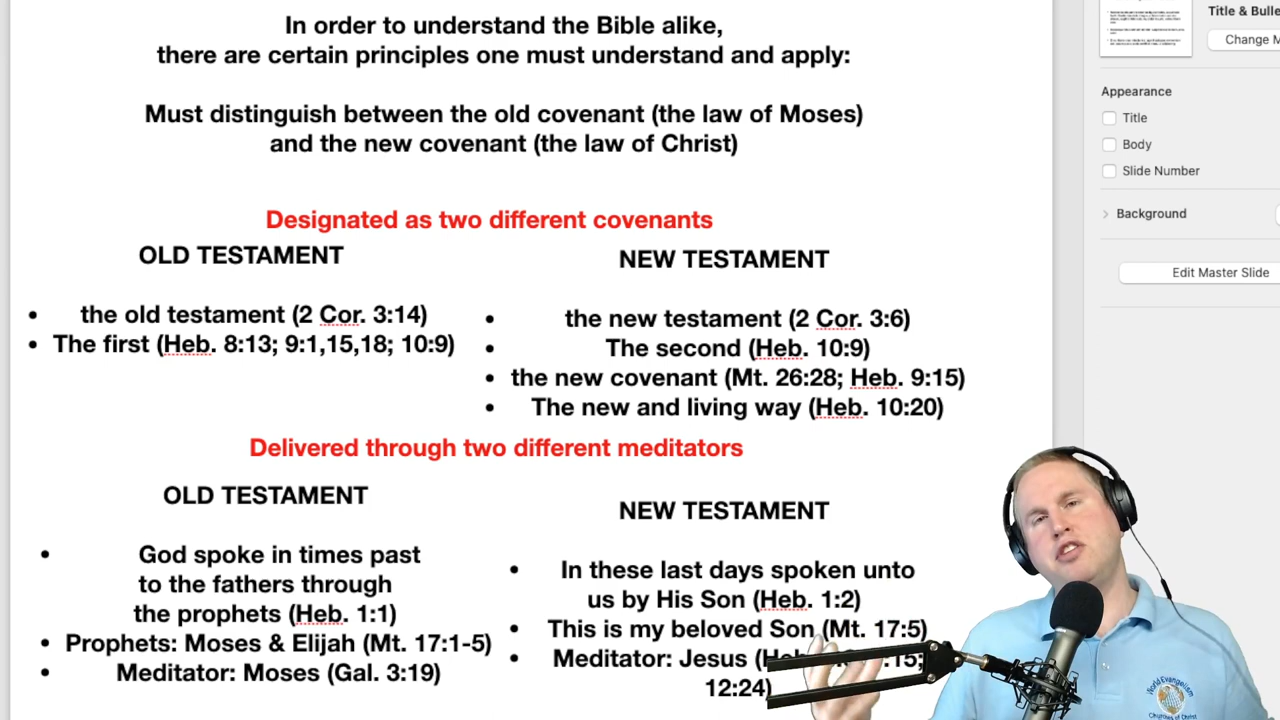 In order to understand the Bible alike,
there are certain principles one must understand and apply:
Must distinguish between the old covenant (the law of Moses)
and the new covenant (the law of Christ)
Designated as two different covenants
OLD TESTAMENT
• the old testament (2 Cor. 3:14)
• The first (Heb. 8:13; 9:1,15,18; 10:9)
NEW TESTAMENT
• the new testament (2 Cor. 3:6)
• The second (Heb. 10:9)
• the new covenant (Mt. 26:28; Heb. 9:15)
• The new and living way (Heb. 10:20)
Delivered through two different meditators
OLD TESTAMENT
• God spoke in times past
to the fathers through
the prophets (Heb. 1:1)
• Prophets: Moses & Elijah (Mt. 17:1-5)
• Meditator: Moses (Gal. 3:19)
NEW TESTAMENT
• In these last days spoken unto
us by His Son (Heb. 1:2)
• This is my beloved Son (Mt. 17:5)
• Meditator: Jesus
12:24)
Title & Bulle
Change M
Appearance
Title
Body
Slide Number
Background
Edit Master Slide
World Evangelism
Churches of Christ